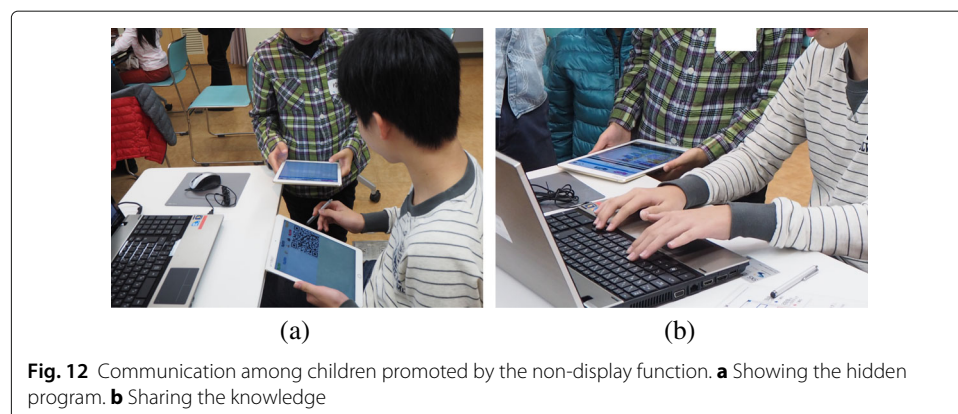 (a)
(b)
Fig. 12 Communication among children promoted by the non-display function. a Showing the hidden
program. b Sharing the knowledge